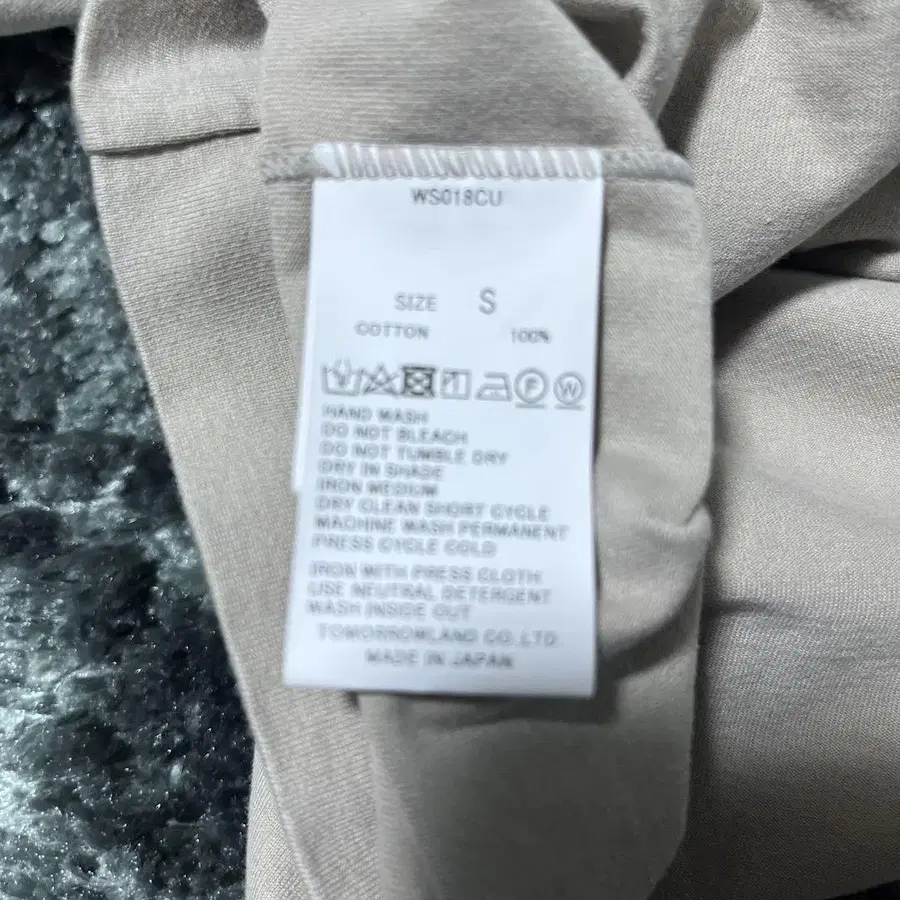 WS018CU
SIZE S
COTTON 100%
F W
HAND WASH
DO NOT BLEACH
DO NOT TUMBLE DRY
DRY IN SHADE
IRON MEDIUM
DRY CLEAN SHORT CYCLE
MACHINE WASH PERMANENT
PRESS CYCLE COLD
IRON WITH PRESS CLOTH
USE NEUTRAL DETERGENT
WASH INSIDE OUT
TOMORROWLAND CO., LTD.
MADE IN JAPAN